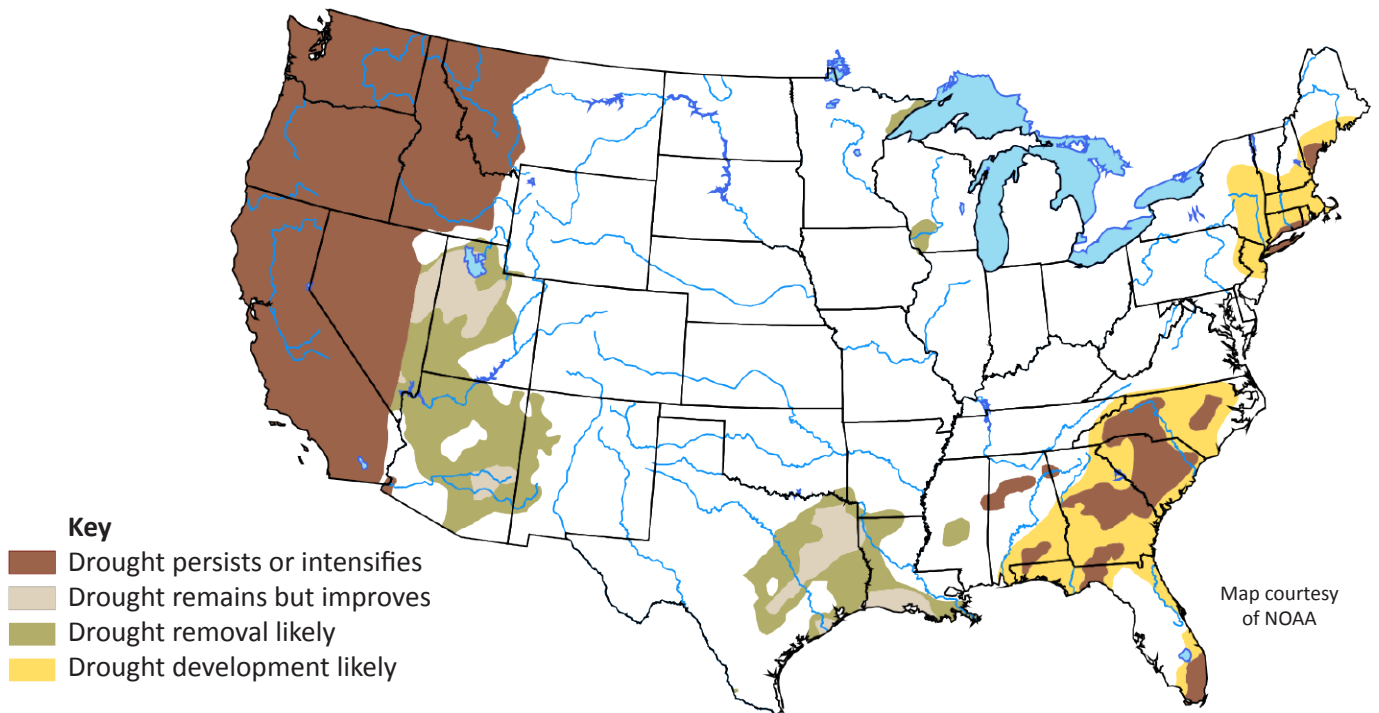 Key
Drought persists or intensifies
Drought remains but improves
Drought removal likely
Drought development likely
Map courtesy
of NOAA